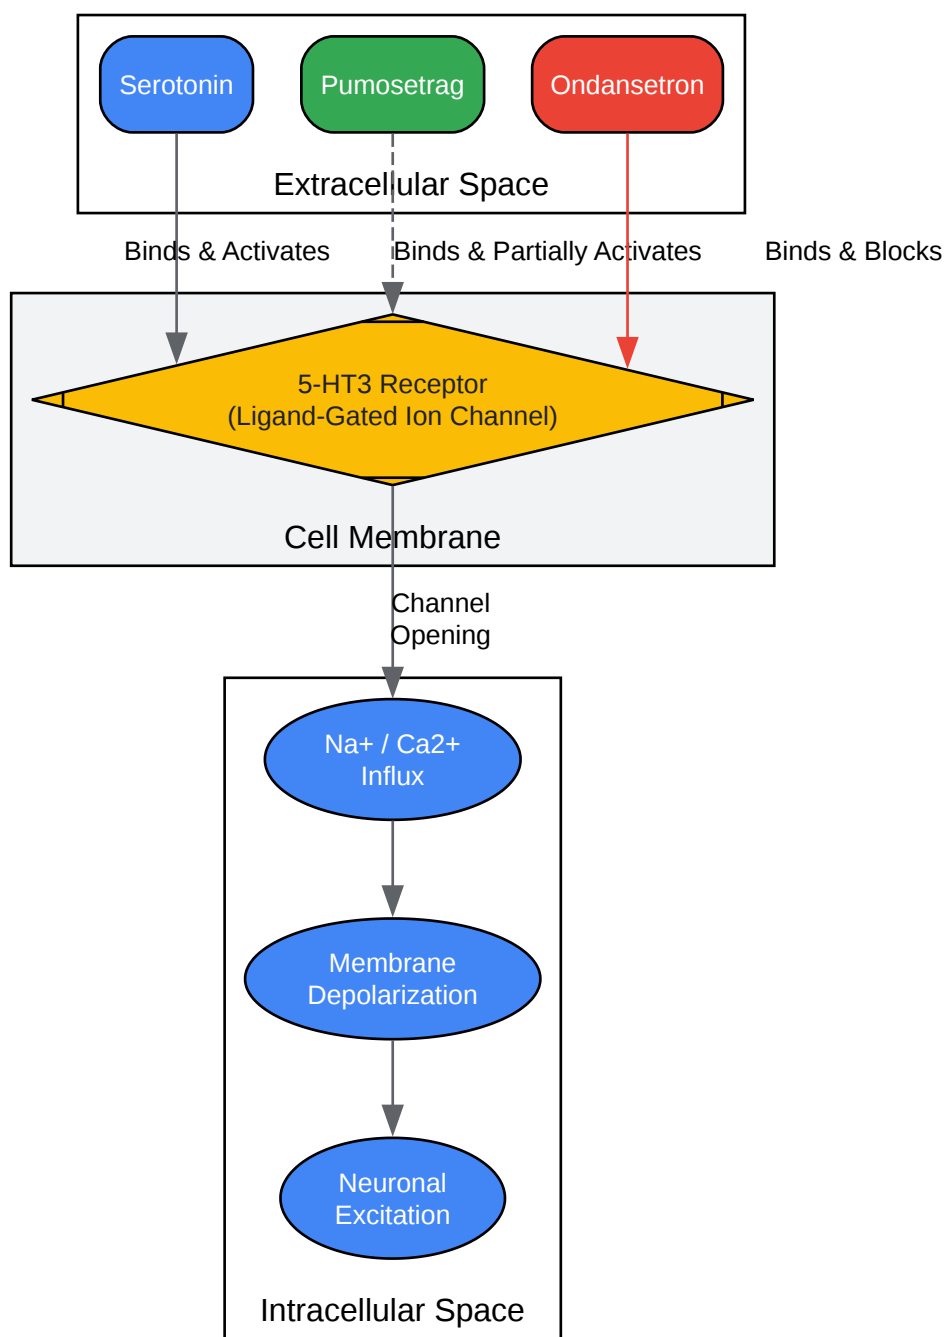 Serotonin
Pumosetrag
Ondansetron
Extracellular Space
Binds & Activates
Binds & Partially Activates
Binds & Blocks
5-HT3 Receptor
(Ligand-Gated Ion Channel)
Cell Membrane
Channel
Opening
Na+ / Ca2+
Influx
Membrane
Depolarization
Neuronal
Excitation
Intracellular Space